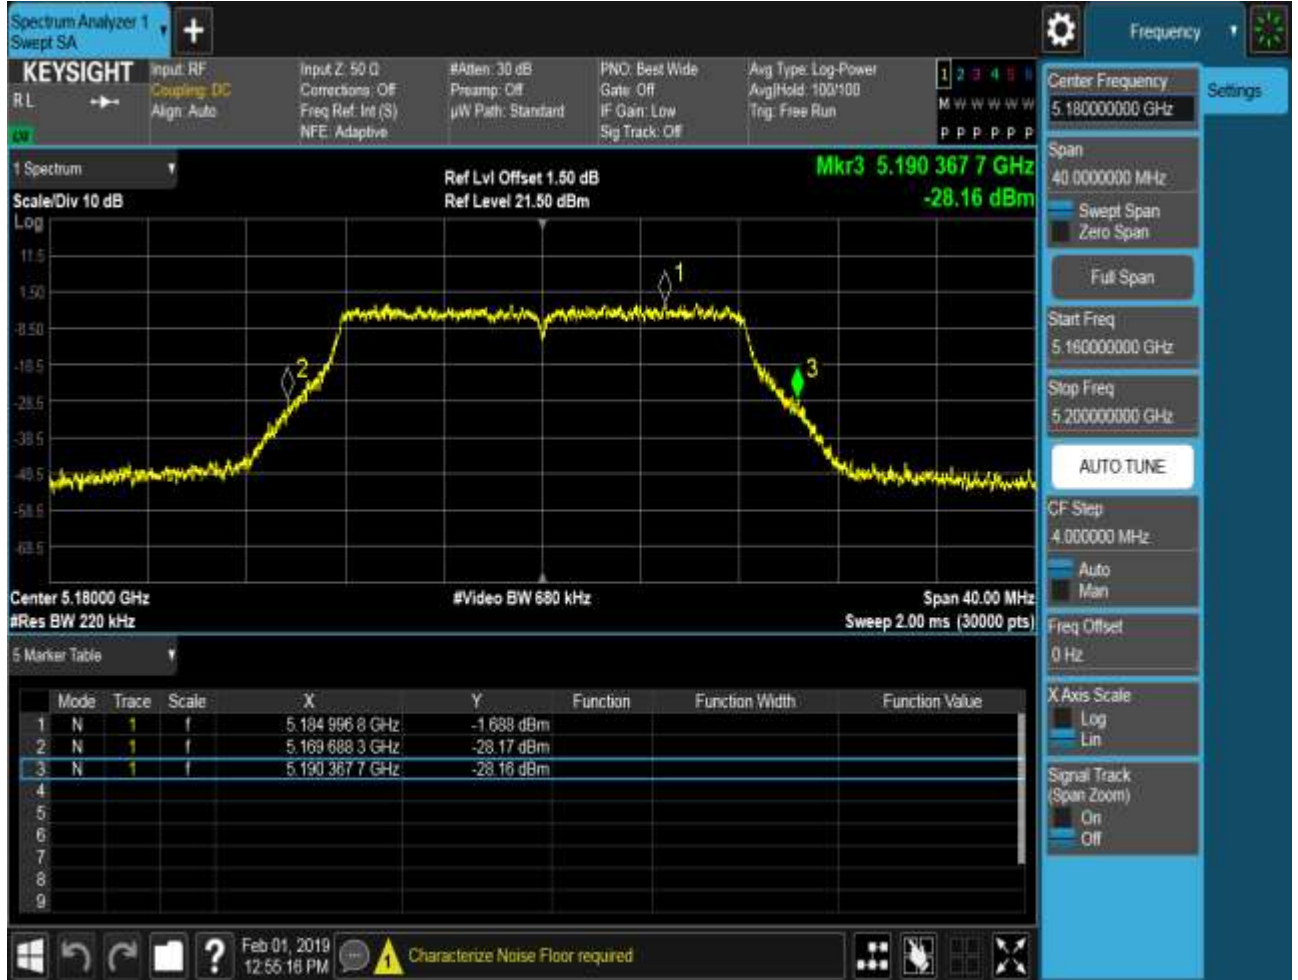 Spectrum Analyzer 1
Swept SA
Frequency
KEYSIGHT
RL
Input: RF
Coupling: DC
Align: Auto
Input Z: 50 Ω
Corrections: Off
Freq Ref: Int (S)
NFE: Adaptive
#Atten: 30 dB
Preamp: Off
µW Path: Standard
PNO: Best Wide
Gate: Off
IF Gain: Low
Sig Track: Off
Avg Type: Log-Power
Avg|Hold: 100/100
Trig: Free Run
1 2 3 4 5 6
M W W W W W
P P P P P P
1 Spectrum
Scale/Div 10 dB
Log
Ref Lvl Offset 1.50 dB
Ref Level 21.50 dBm
Mkr3 5.190 367 7 GHz
-28.16 dBm
11.5
1.50
-8.50
-18.5
-28.5
-38.5
-48.5
-58.5
-68.5
1
2
3
Center 5.18000 GHz
#Res BW 220 kHz
#Video BW 680 kHz
Span 40.00 MHz
Sweep 2.00 ms (30000 pts)
5 Marker Table
Mode Trace Scale X Y Function Function Width Function Value
1 N 1 f 5.184 996 8 GHz -1.688 dBm
2 N 1 f 5.169 688 3 GHz -28.17 dBm
3 N 1 f 5.190 367 7 GHz -28.16 dBm
4
5
6
7
8
9
Feb 01, 2019
12:55:16 PM
?
1
Characterize Noise Floor required
Center Frequency
5.180000000 GHz
Settings
Span
40.0000000 MHz
Swept Span
Zero Span
Full Span
Start Freq
5.160000000 GHz
Stop Freq
5.200000000 GHz
AUTO TUNE
CF Step
4.000000 MHz
Auto
Man
Freq Offset
0 Hz
X Axis Scale
Log
Lin
Signal Track
(Span Zoom)
On
Off